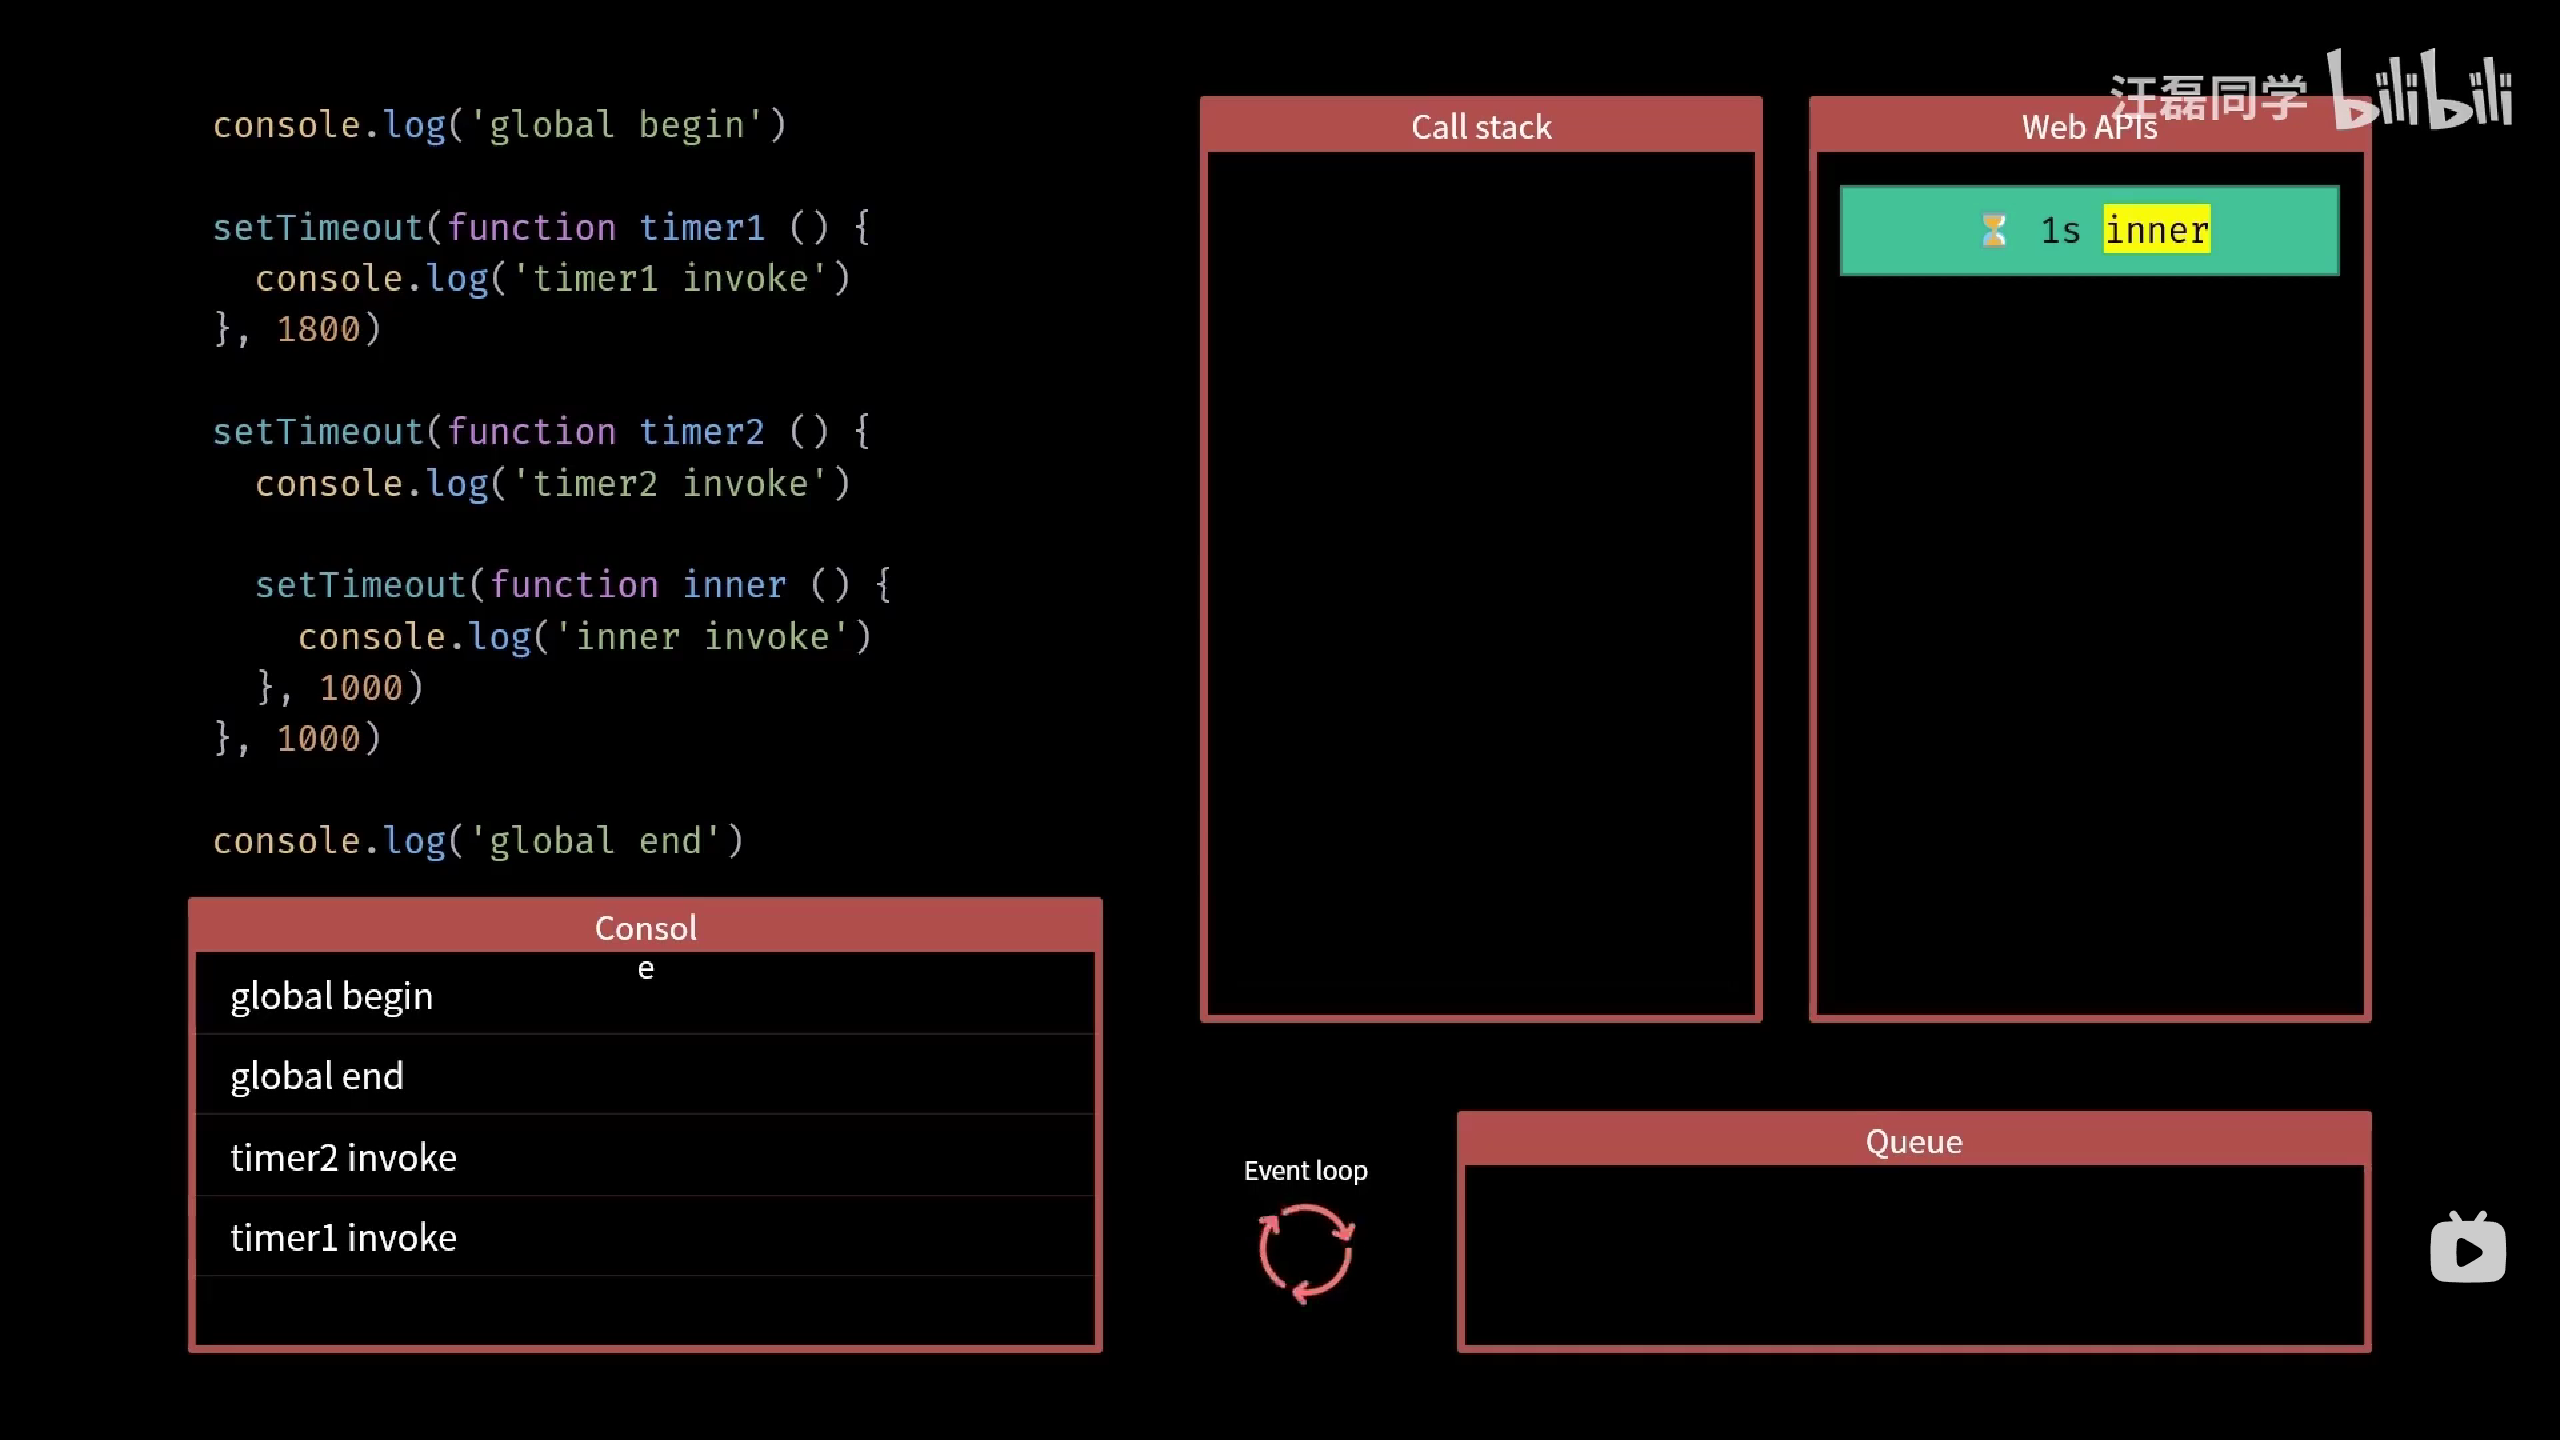 console.log('global begin')
setTimeout(function timer1 () {
  console.log('timer1 invoke')
}, 1800)
setTimeout(function timer2 () {
  console.log('timer2 invoke')
  setTimeout(function inner () {
    console.log('inner invoke')
  }, 1000)
}, 1000)
console.log('global end')
Consol
e
global begin
global end
timer2 invoke
timer1 invoke
Call stack
汪磊同学 bilibili
Web APIs
⏳ 1s inner
Event loop
Queue